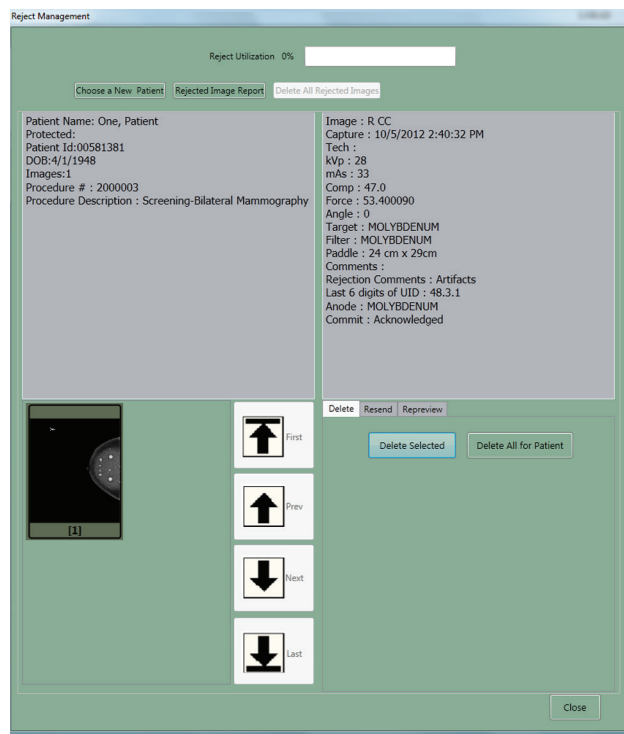 Reject Management
Reject Utilization 0%
Choose a New Patient Rejected Image Report Delete All Rejected Images
Patient Name: One, Patient
Protected:
Patient Id:00581381
DOB:4/1/1948
Images:1
Procedure # : 2000003
Procedure Description : Screening-Bilateral Mammography
Image : R CC
Capture : 10/5/2012 2:40:32 PM
Tech :
kVp : 28
mAs : 33
Comp : 47.0
Force : 53.400090
Angle : 0
Target : MOLYBDENUM
Filter : MOLYBDENUM
Paddle : 24 cm x 29cm
Comments :
Rejection Comments : Artifacts
Last 6 digits of UID : 48.3.1
Anode : MOLYBDENUM
Commit : Acknowledged
[1]
First
Prev
Next
Last
Delete Resend Repreview
Delete Selected Delete All for Patient
Close